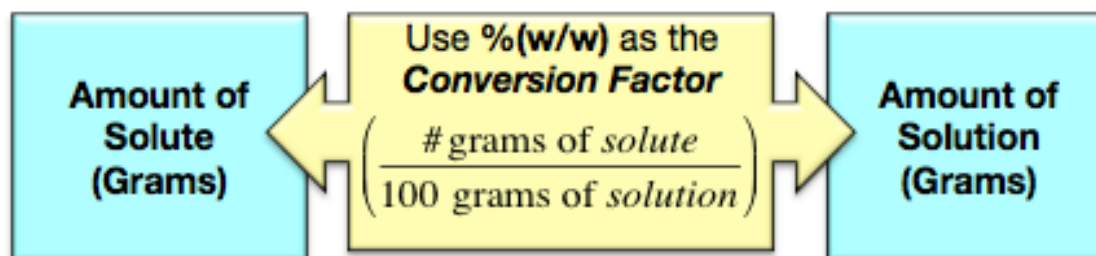 Amount of
Solute
(Grams)
Use %(w/w) as the
Conversion Factor
(# grams of solute
100 grams of solution)
Amount of
Solution
(Grams)